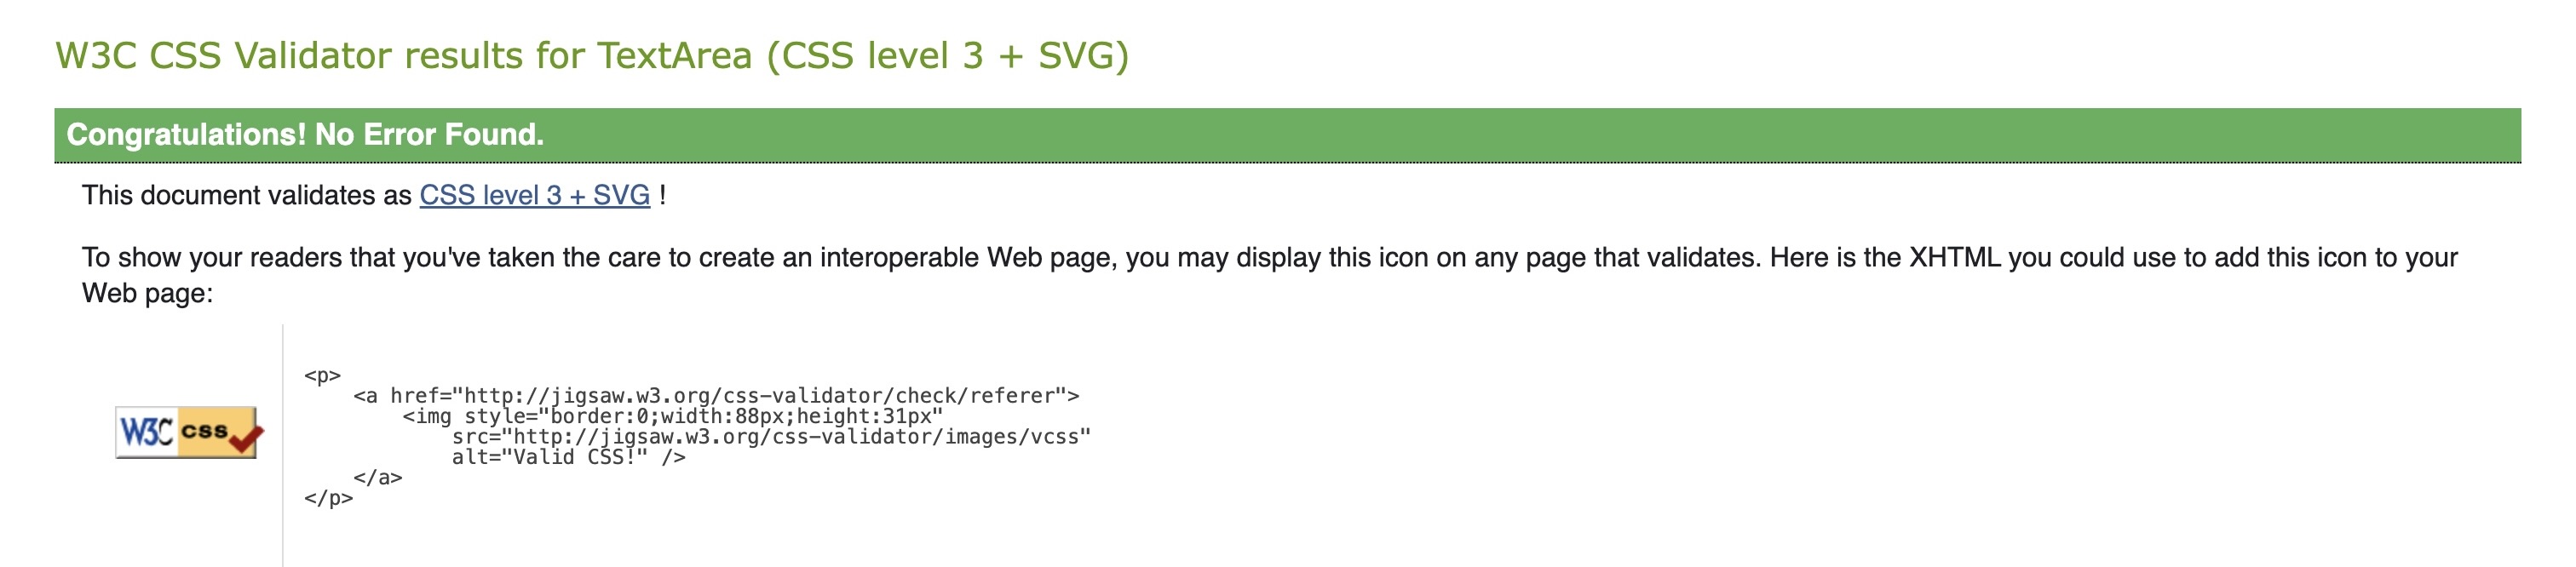 W3C CSS Validator results for TextArea (CSS level 3 + SVG)
Congratulations! No Error Found.
This document validates as CSS level 3 + SVG !
To show your readers that you've taken the care to create an interoperable Web page, you may display this icon on any page that validates. Here is the XHTML you could use to add this icon to your
Web page:
W3C css
<p>
    <a href="http://jigsaw.w3.org/css-validator/check/referer">
        <img style="border:0;width:88px;height:31px"
            src="http://jigsaw.w3.org/css-validator/images/vcss"
            alt="Valid CSS!" />
    </a>
</p>